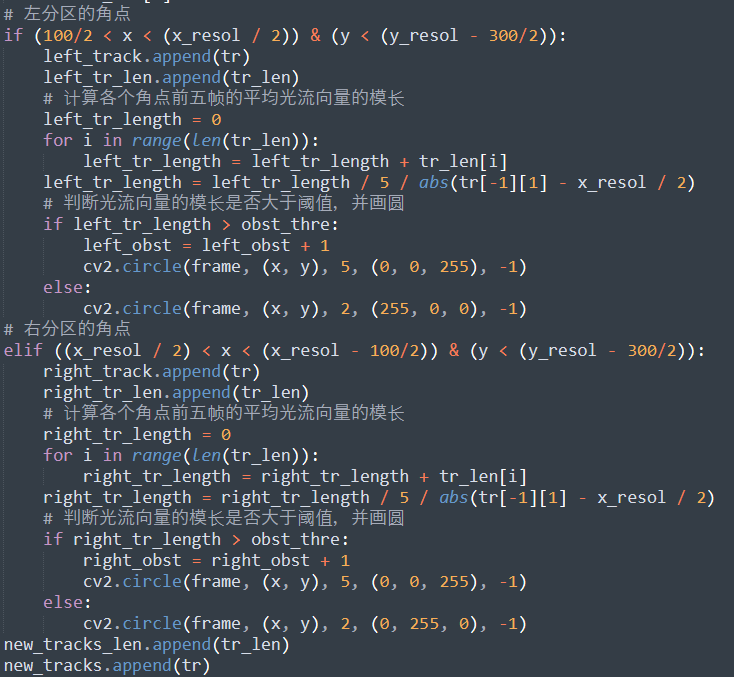 # 左分区的角点
if (100/2 < x < (x_resol / 2)) & (y < (y_resol - 300/2)):
    left_track.append(tr)
    left_tr_len.append(tr_len)
    # 计算各个角点前五帧的平均光流向量的模长
    left_tr_length = 0
    for i in range(len(tr_len)):
        left_tr_length = left_tr_length + tr_len[i]
    left_tr_length = left_tr_length / 5 / abs(tr[-1][1] - x_resol / 2)
    # 判断光流向量的模长是否大于阈值，并画圆
    if left_tr_length > obst_thre:
        left_obst = left_obst + 1
        cv2.circle(frame, (x, y), 5, (0, 0, 255), -1)
    else:
        cv2.circle(frame, (x, y), 2, (255, 0, 0), -1)
# 右分区的角点
elif ((x_resol / 2) < x < (x_resol - 100/2)) & (y < (y_resol - 300/2)):
    right_track.append(tr)
    right_tr_len.append(tr_len)
    # 计算各个角点前五帧的平均光流向量的模长
    right_tr_length = 0
    for i in range(len(tr_len)):
        right_tr_length = right_tr_length + tr_len[i]
    right_tr_length = right_tr_length / 5 / abs(tr[-1][1] - x_resol / 2)
    # 判断光流向量的模长是否大于阈值，并画圆
    if right_tr_length > obst_thre:
        right_obst = right_obst + 1
        cv2.circle(frame, (x, y), 5, (0, 0, 255), -1)
    else:
        cv2.circle(frame, (x, y), 2, (0, 255, 0), -1)
new_tracks_len.append(tr_len)
new_tracks.append(tr)